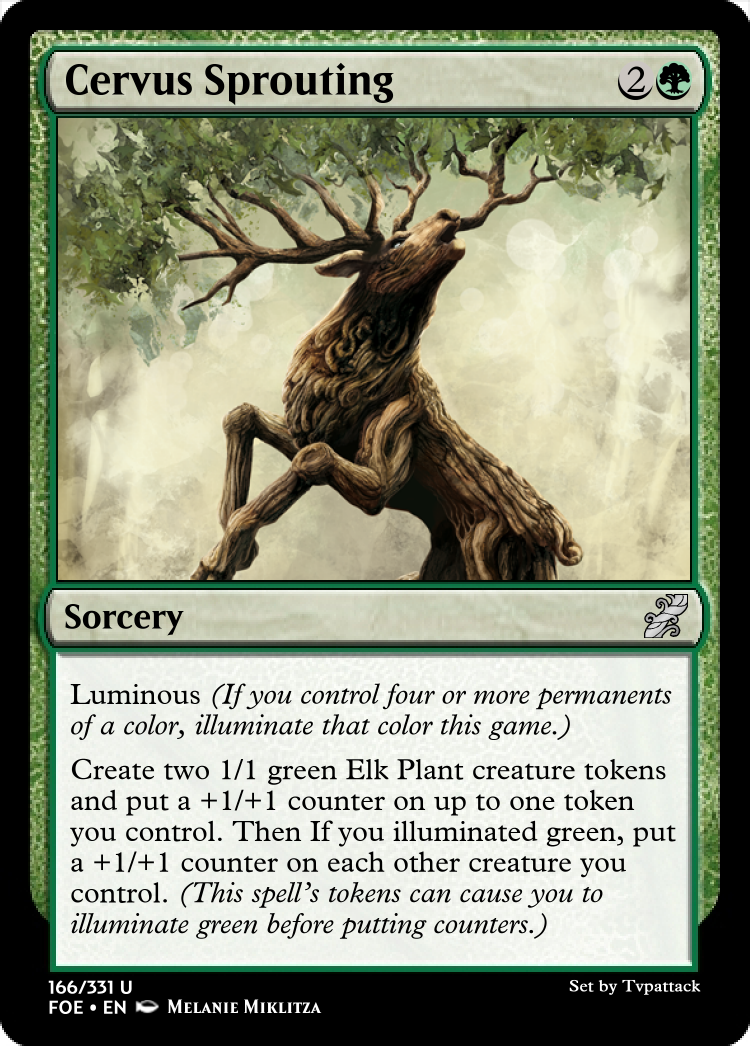 Cervus Sprouting
2
Sorcery
Luminous (If you control four or more permanents
of a color, illuminate that color this game.)
Create two 1/1 green Elk Plant creature tokens
and put a +1/+1 counter on up to one token
you control. Then If you illuminated green, put
a +1/+1 counter on each other creature you
control. (This spell's tokens can cause you to
illuminate green before putting counters.)
166/331 U
Set by Tvpattack
FOE • EN MELANIE MIKLITZA